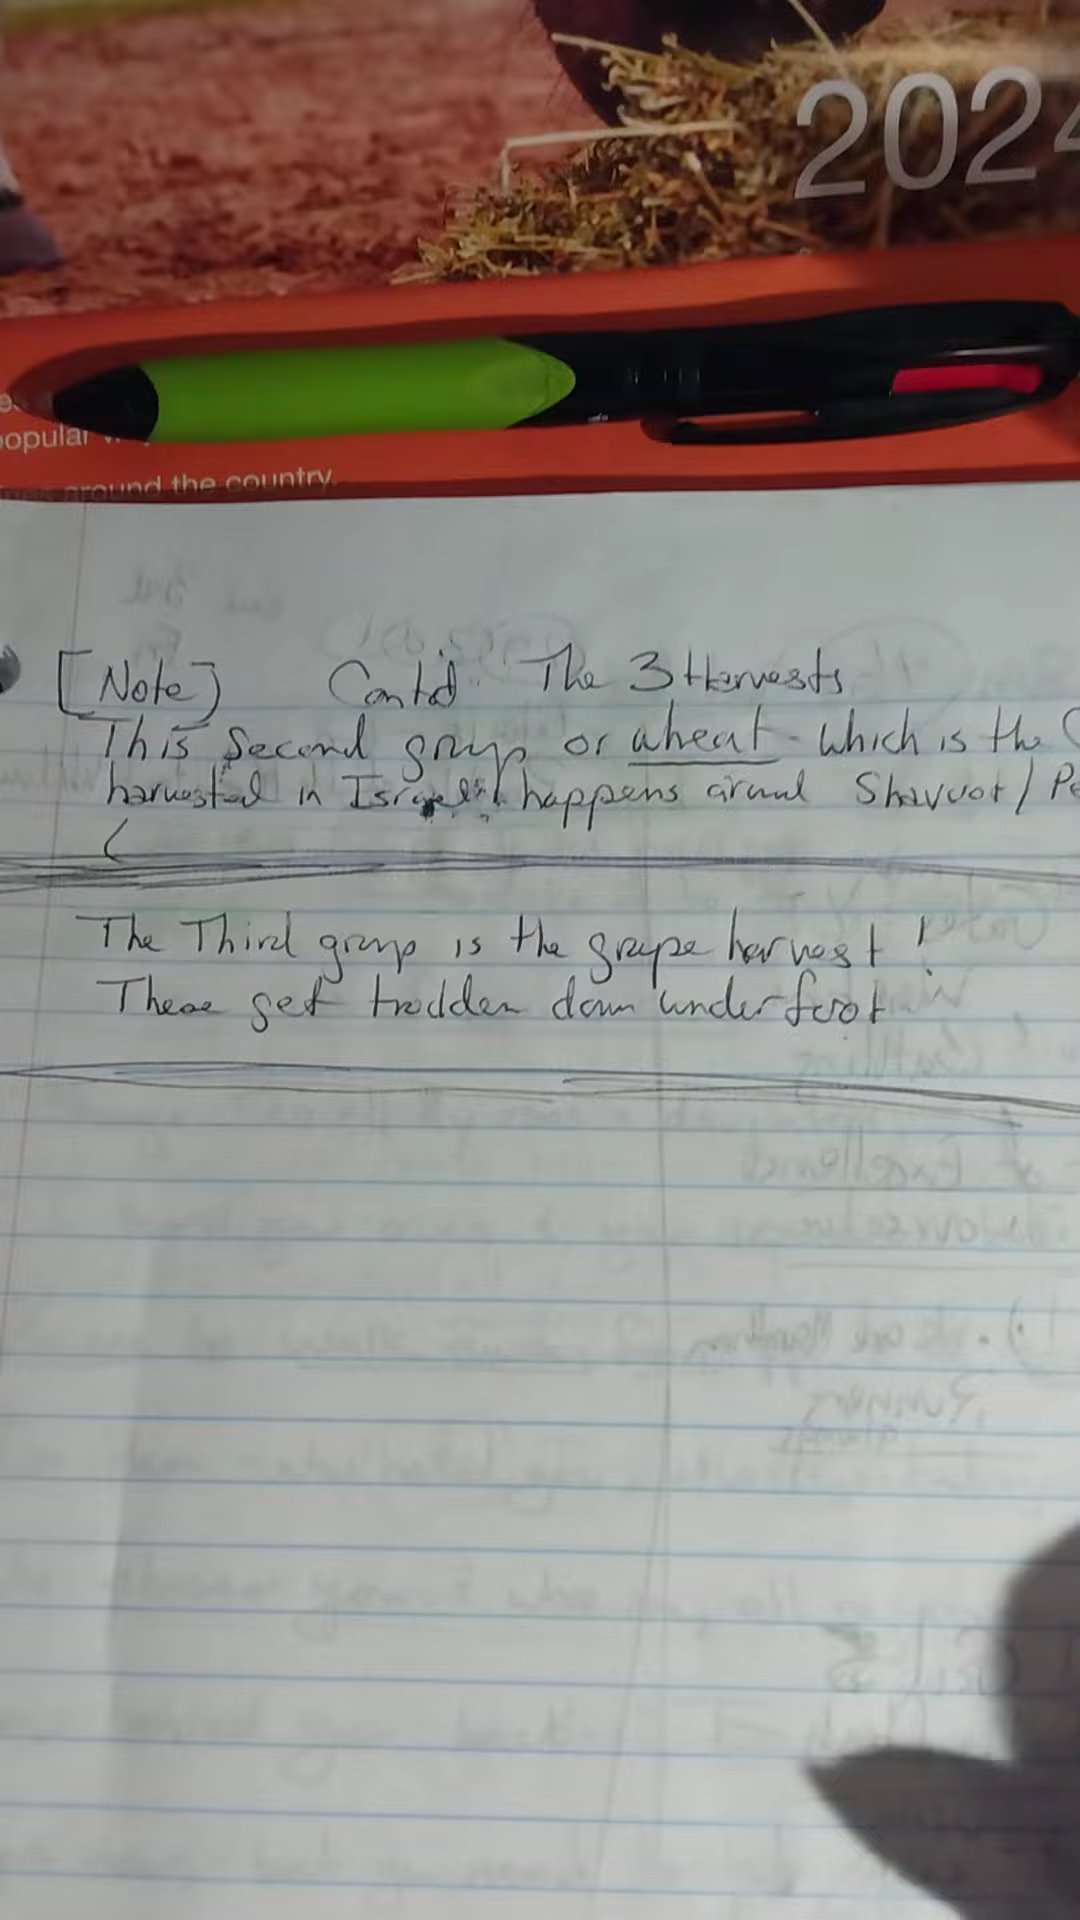 2024
popular
around the country.
[Note] Contd. The 3 Harvests
This Second group or wheat - which is the
harvested in Israel happens around Shavuot / Pe
(
The Third group is the grape harvest !
These get trodden down underfoot